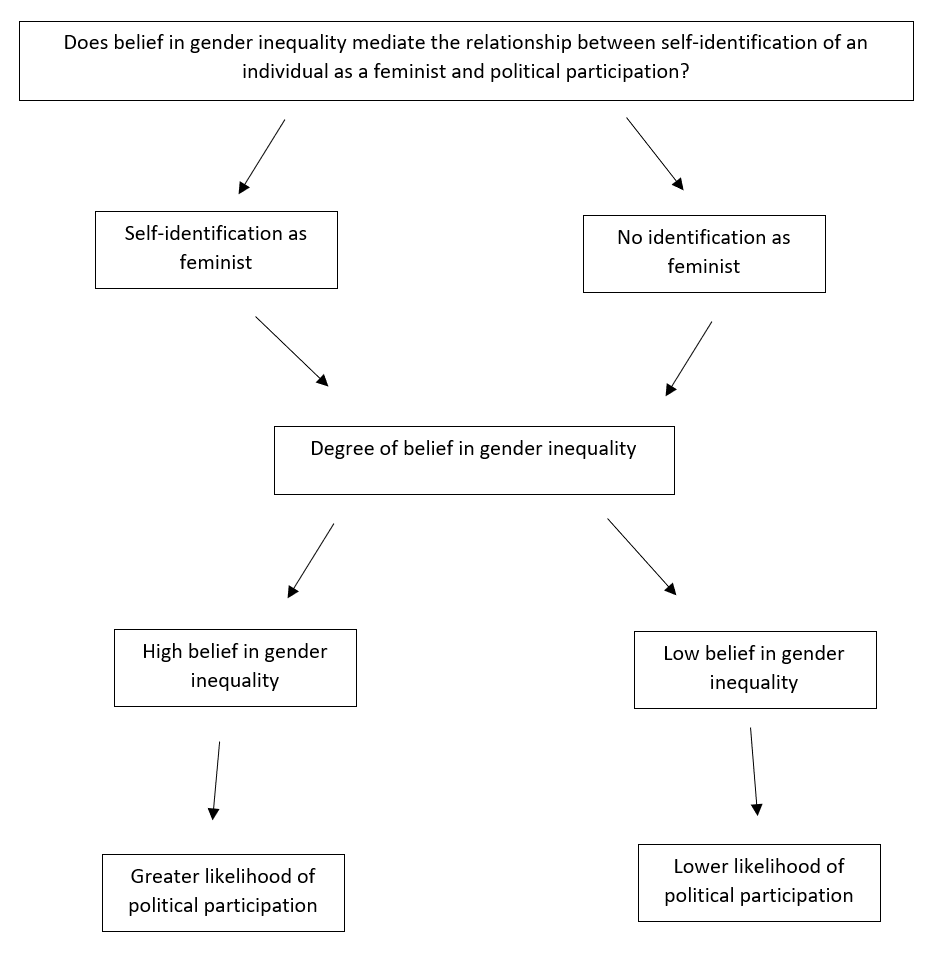 Does belief in gender inequality mediate the relationship between self-identification of an
individual as a feminist and political participation?
Self-identification as
feminist
No identification as
feminist
Degree of belief in gender inequality
High belief in gender
inequality
Low belief in gender
inequality
Greater likelihood of
political participation
Lower likelihood of
political participation